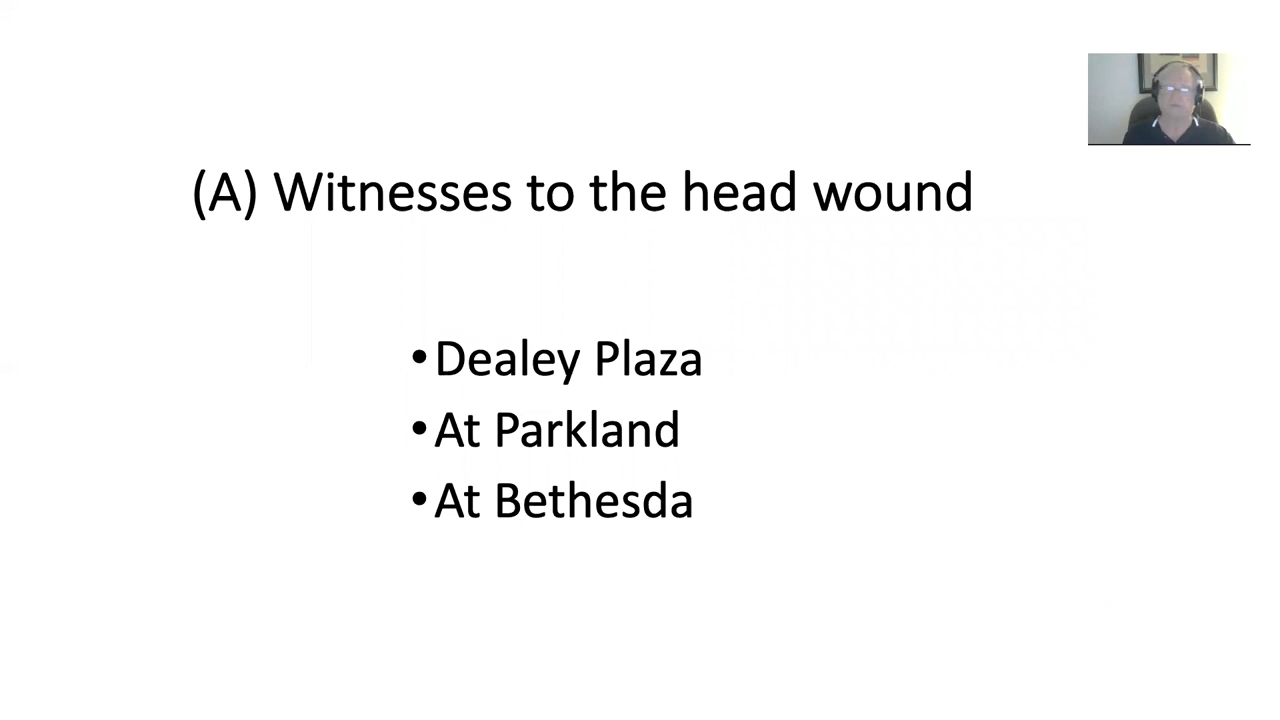 (A) Witnesses to the head wound
•Dealey Plaza
•At Parkland
•At Bethesda